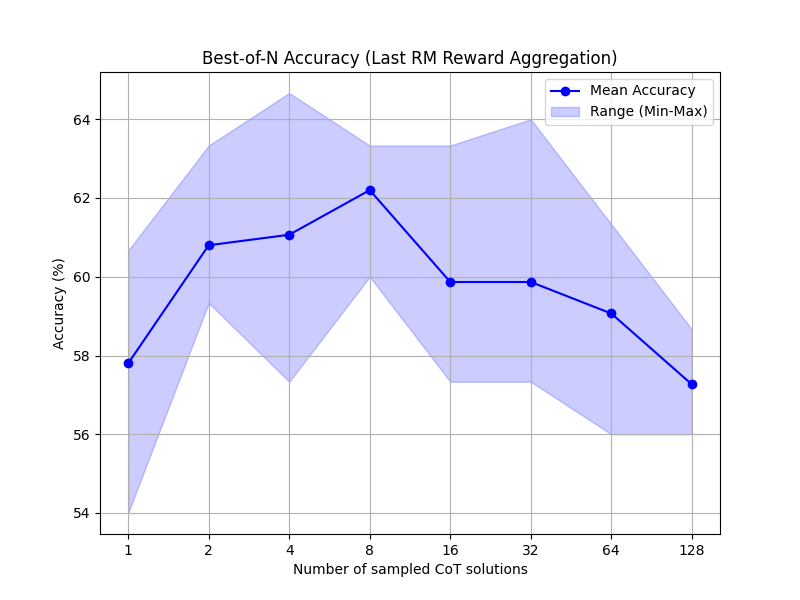 Best-of-N Accuracy (Last RM Reward Aggregation)
Mean Accuracy
Range (Min-Max)
Accuracy (%)
64
62
60
58
56
54
1 2 4 8 16 32 64 128
Number of sampled CoT solutions